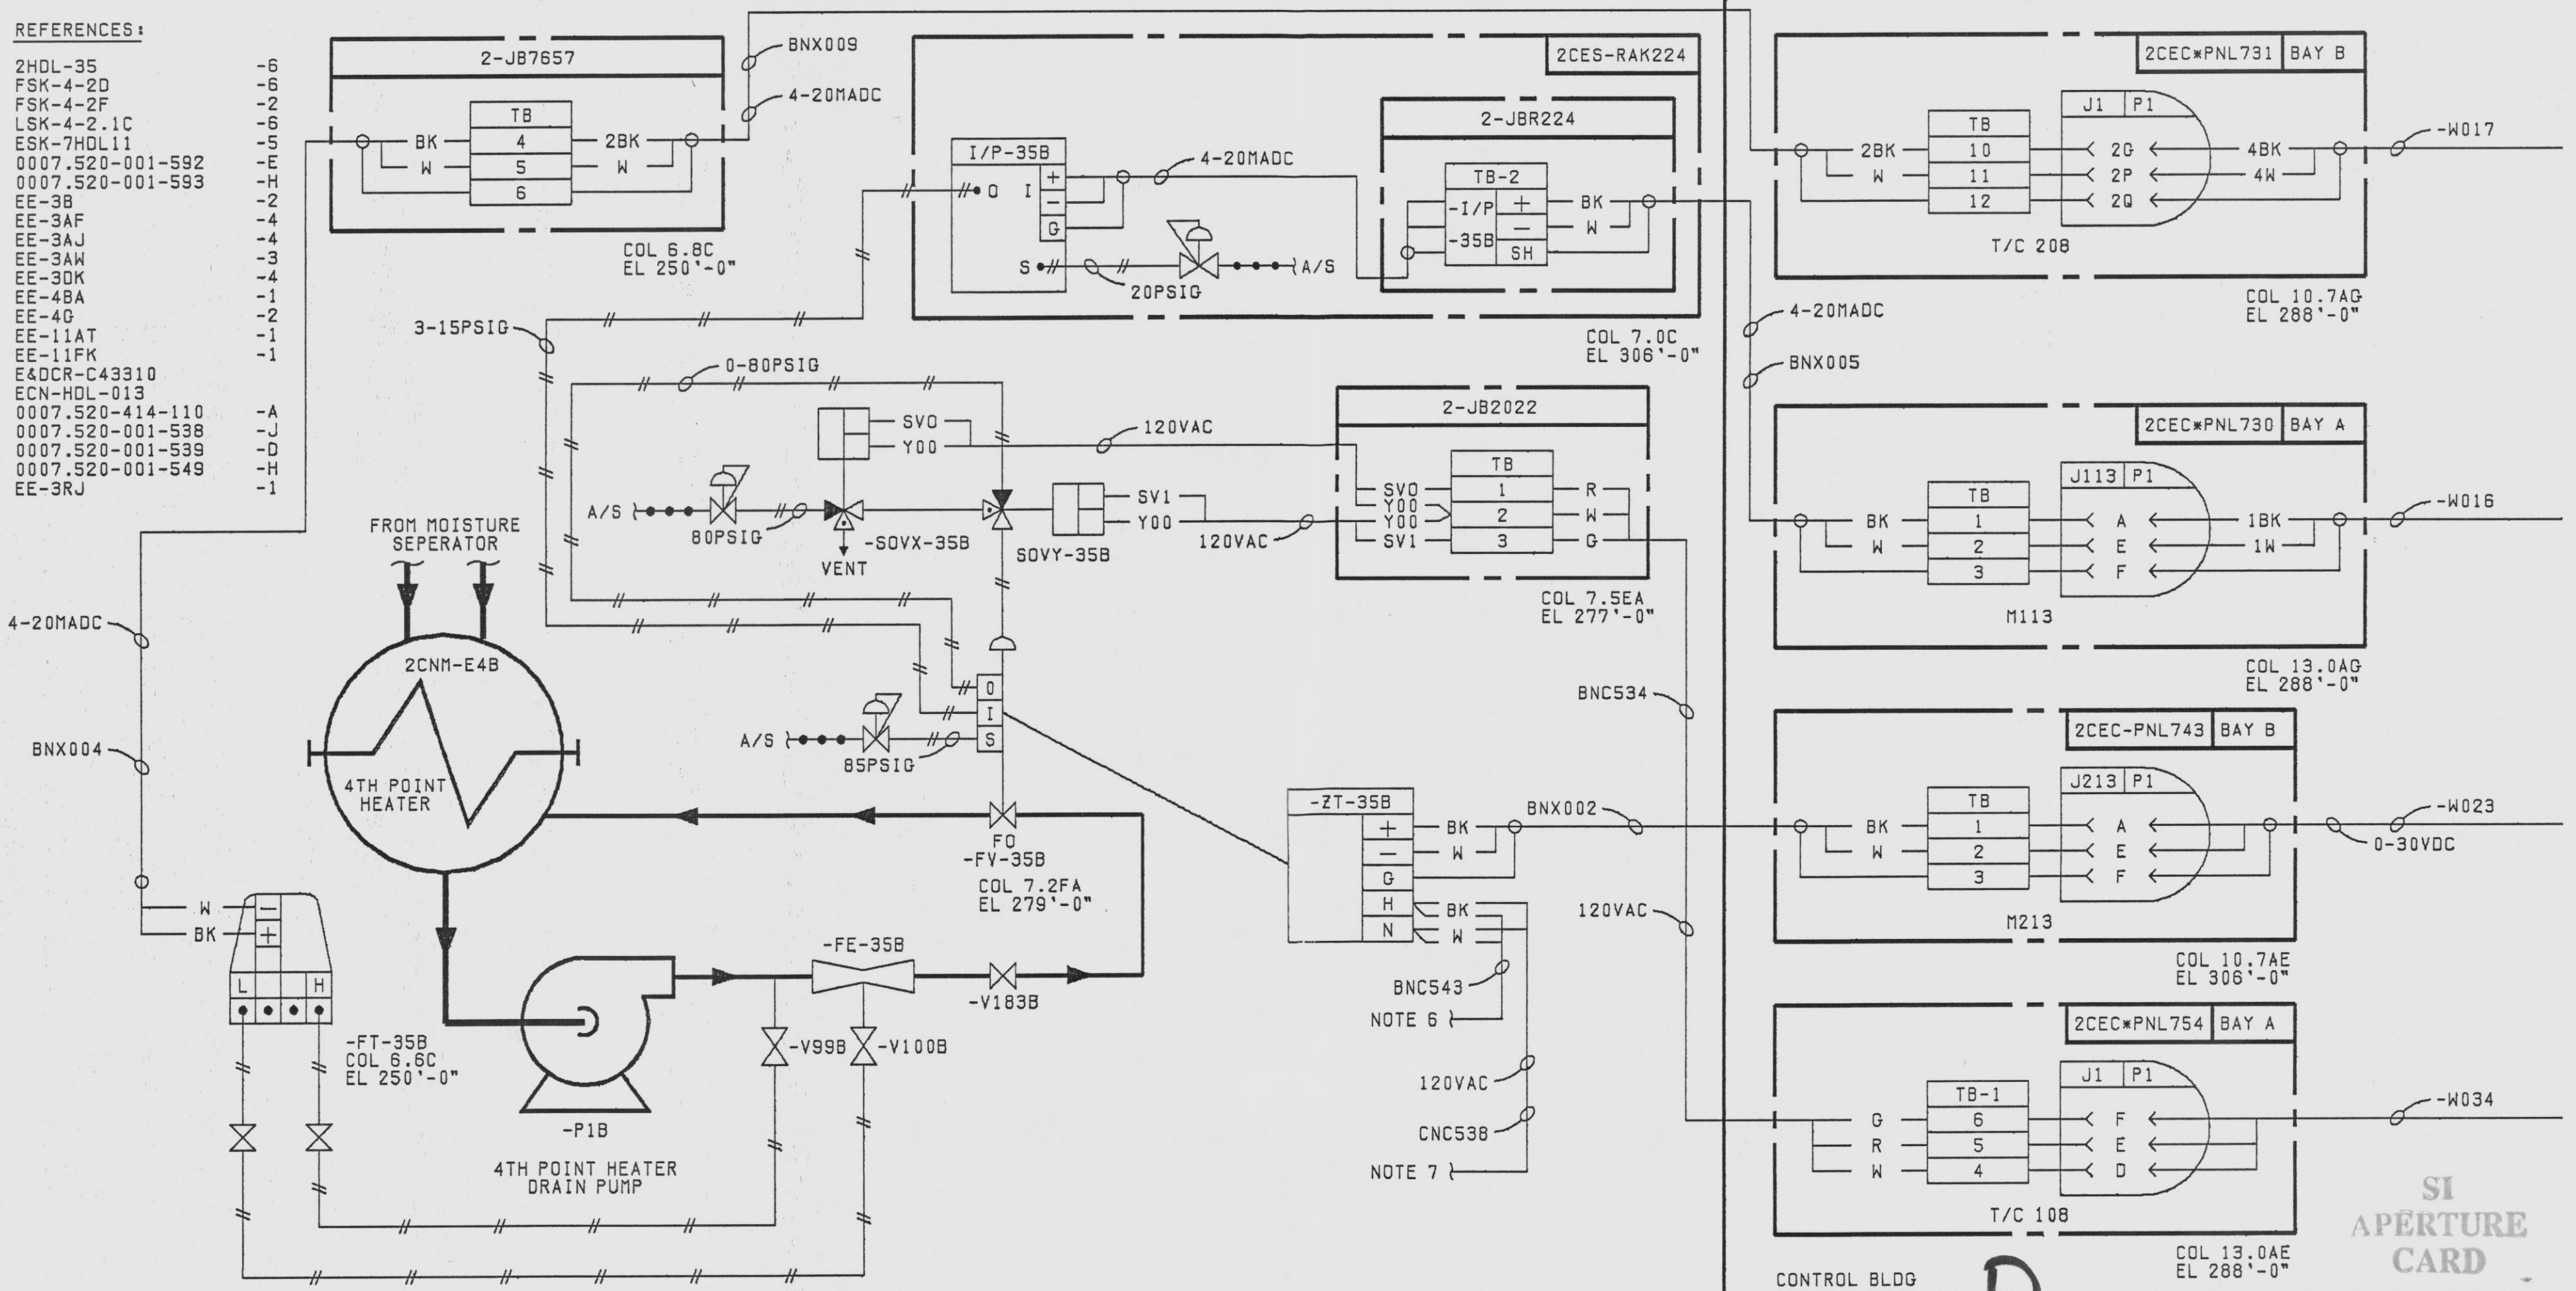 REFERENCES:
2HDL-35 -6
FSK-4-2D -6
FSK-4-2F -2
LSK-4-2.1C -6
ESK-7HDL11 -5
0007.520-001-592 -E
0007.520-001-593 -H
EE-3B -2
EE-3AF -4
EE-3AJ -4
EE-3AW -3
EE-3DK -4
EE-4BA -1
EE-4G -2
EE-11AT -1
EE-11FK -1
E&DCR-C43310
ECN-HDL-013
0007.520-414-110 -A
0007.520-001-538 -J
0007.520-001-539 -D
0007.520-001-549 -H
EE-3RJ -1
2-JB7657
TB
BK 4 2BK
W 5 W
6
COL 6.8C
EL 250'-0"
BNX009
4-20MADC
2CES-RAK224
I/P-35B
O I +
-
G
S
4-20MADC
20PSIG
A/S
2-JBR224
TB-2
-I/P + BK
- W
-35B SH
COL 7.0C
EL 306'-0"
3-15PSIG
0-80PSIG
SVO
YOO
120VAC
A/S
80PSIG
-SOVX-35B
VENT
SV1
YOO
SOVY-35B
120VAC
2-JB2022
TB
SVO 1 R
YOO
YOO 2 W
SV1 3 G
COL 7.5EA
EL 277'-0"
4-20MADC
BNX005
2CEC*PNL731 BAY B
J1 P1
TB
2BK 10 2G 4BK
W 11 2P 4W
12 2Q
T/C 208
COL 10.7AG
EL 288'-0"
-W017
2CEC*PNL730 BAY A
J113 P1
TB
BK 1 A 1BK
W 2 E 1W
3 F
M113
COL 13.0AG
EL 288'-0"
-W016
FROM MOISTURE
SEPERATOR
4-20MADC
BNX004
2CNM-E4B
4TH POINT
HEATER
O
I
S
A/S
85PSIG
FO
-FV-35B
COL 7.2FA
EL 279'-0"
W -
BK +
L H
-FT-35B
COL 6.6C
EL 250'-0"
-FE-35B
-V183B
-V99B
-V100B
-P1B
4TH POINT HEATER
DRAIN PUMP
-ZT-35B
+ BK
- W
G
H BK
N W
BNX002
BNC543
NOTE 6
120VAC
CNC538
NOTE 7
BNC534
120VAC
2CEC-PNL743 BAY B
J213 P1
TB
BK 1 A
W 2 E
3 F
M213
COL 10.7AE
EL 306'-0"
-W023
0-30VDC
2CEC*PNL754 BAY A
J1 P1
TB-1
G 6 F
R 5 E
W 4 D
T/C 108
COL 13.0AE
EL 288'-0"
-W034
CONTROL BLDG
SI
APERTURE
CARD